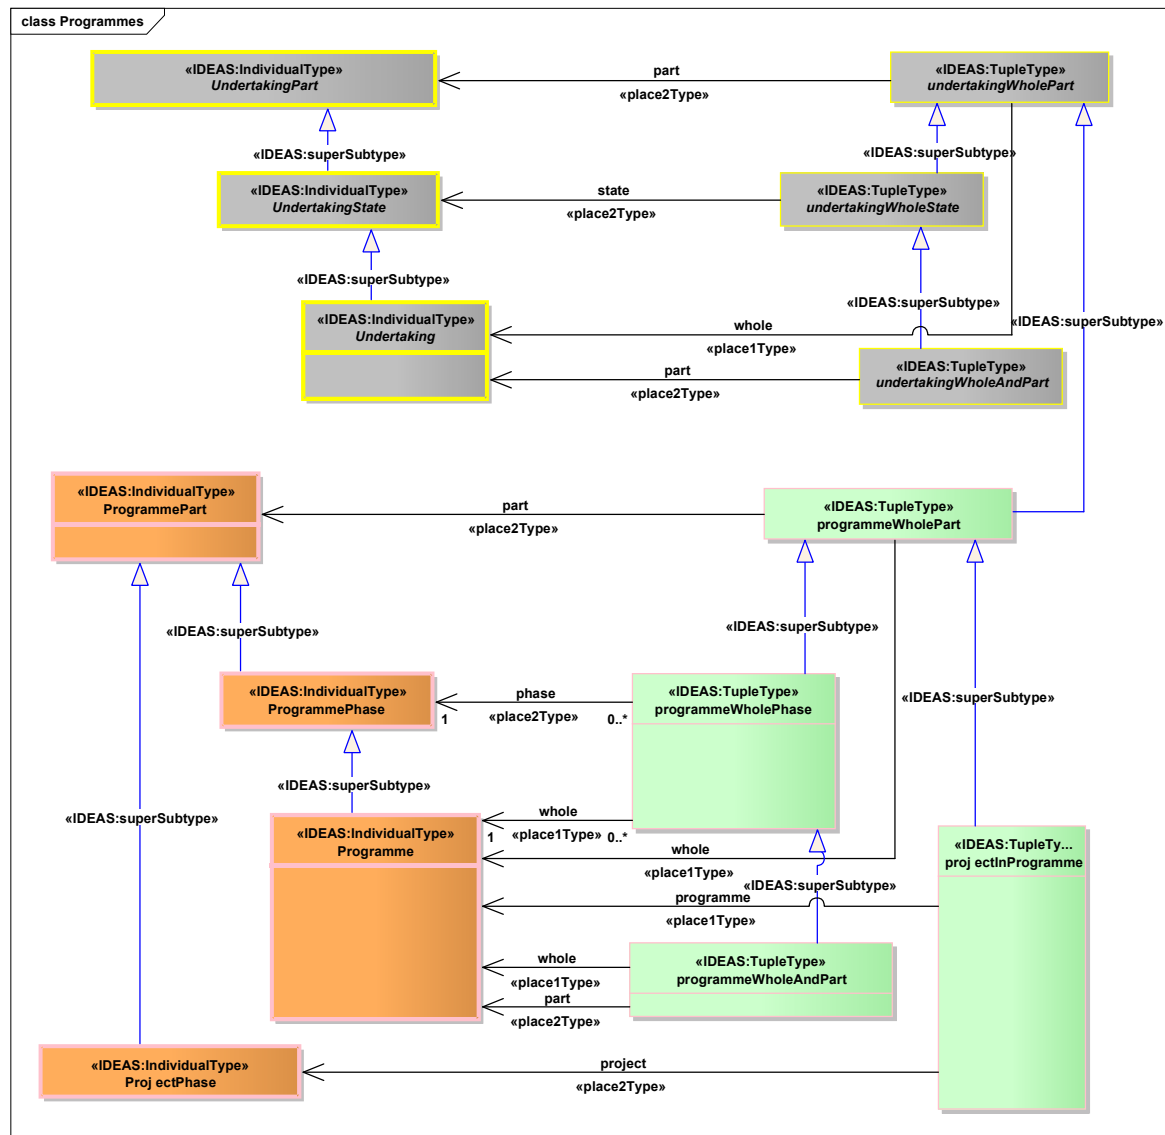 class Programmes
«IDEAS:IndividualType»
UndertakingPart
part
«place2Type»
«IDEAS:TupleType»
undertakingWholePart
«IDEAS:superSubtype»
«IDEAS:superSubtype»
«IDEAS:IndividualType»
UndertakingState
state
«place2Type»
«IDEAS:TupleType»
undertakingWholeState
«IDEAS:superSubtype»
«IDEAS:superSubtype»
«IDEAS:superSubtype»
«IDEAS:IndividualType»
Undertaking
whole
«place1Type»
part
«place2Type»
«IDEAS:TupleType»
undertakingWholeAndPart
«IDEAS:IndividualType»
ProgrammePart
part
«place2Type»
«IDEAS:TupleType»
programmeWholePart
«IDEAS:superSubtype»
«IDEAS:superSubtype»
«IDEAS:superSubtype»
«IDEAS:IndividualType»
ProgrammePhase
phase
«place2Type»
1
0..*
«IDEAS:TupleType»
programmeWholePhase
«IDEAS:superSubtype»
«IDEAS:superSubtype»
whole
«place1Type»
1
0..*
«IDEAS:IndividualType»
Programme
whole
«place1Type»
«IDEAS:superSubtype»
«IDEAS:TupleTy...
proj ectInProgramme
programme
«place1Type»
whole
«place1Type»
part
«place2Type»
«IDEAS:TupleType»
programmeWholeAndPart
«IDEAS:IndividualType»
Proj ectPhase
project
«place2Type»